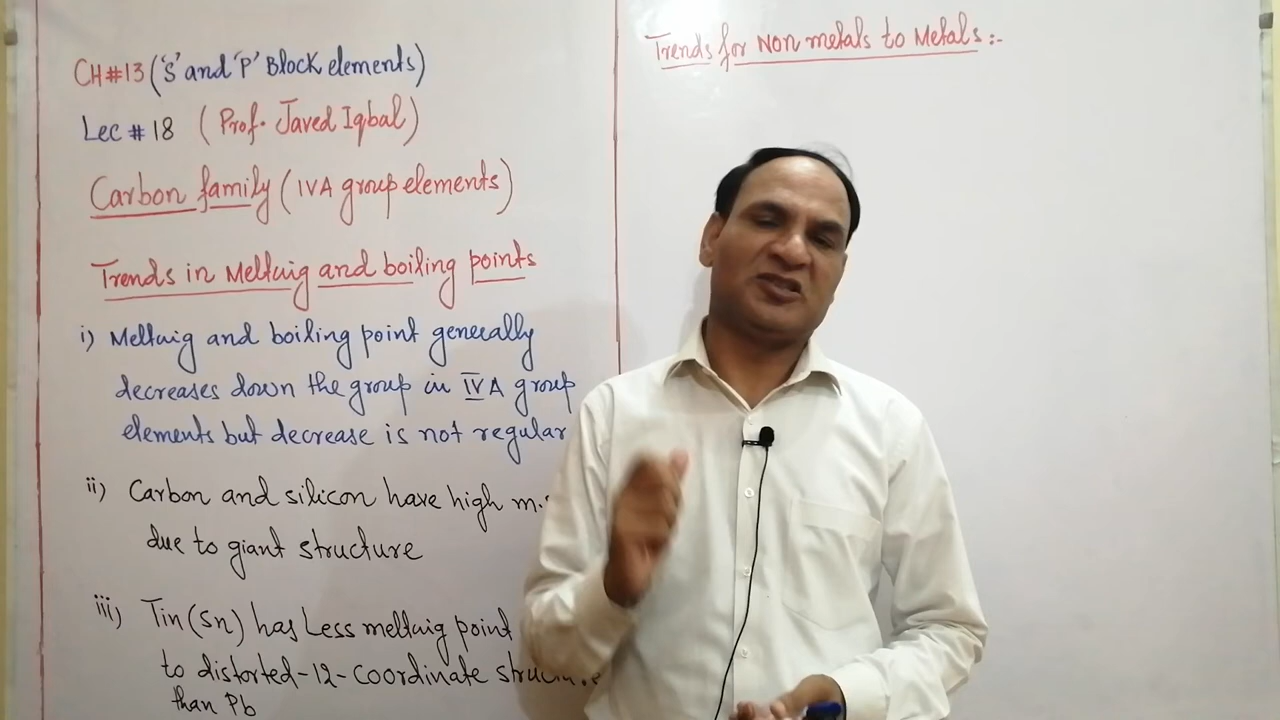 CH#13 ('S' and 'P' Block elements)
Lec # 18 (Prof. Javed Iqbal)
Carbon family (IVA group elements)
Trends in Melting and boiling points
i) Melting and boiling point generally
decreases down the group in IVA group
elements but decrease is not regular
ii) Carbon and silicon have high m.
due to giant structure
iii) Tin (Sn) has Less melting point
to distorted-12-coordinate
than Pb
Trends for Non metals to Metals :-